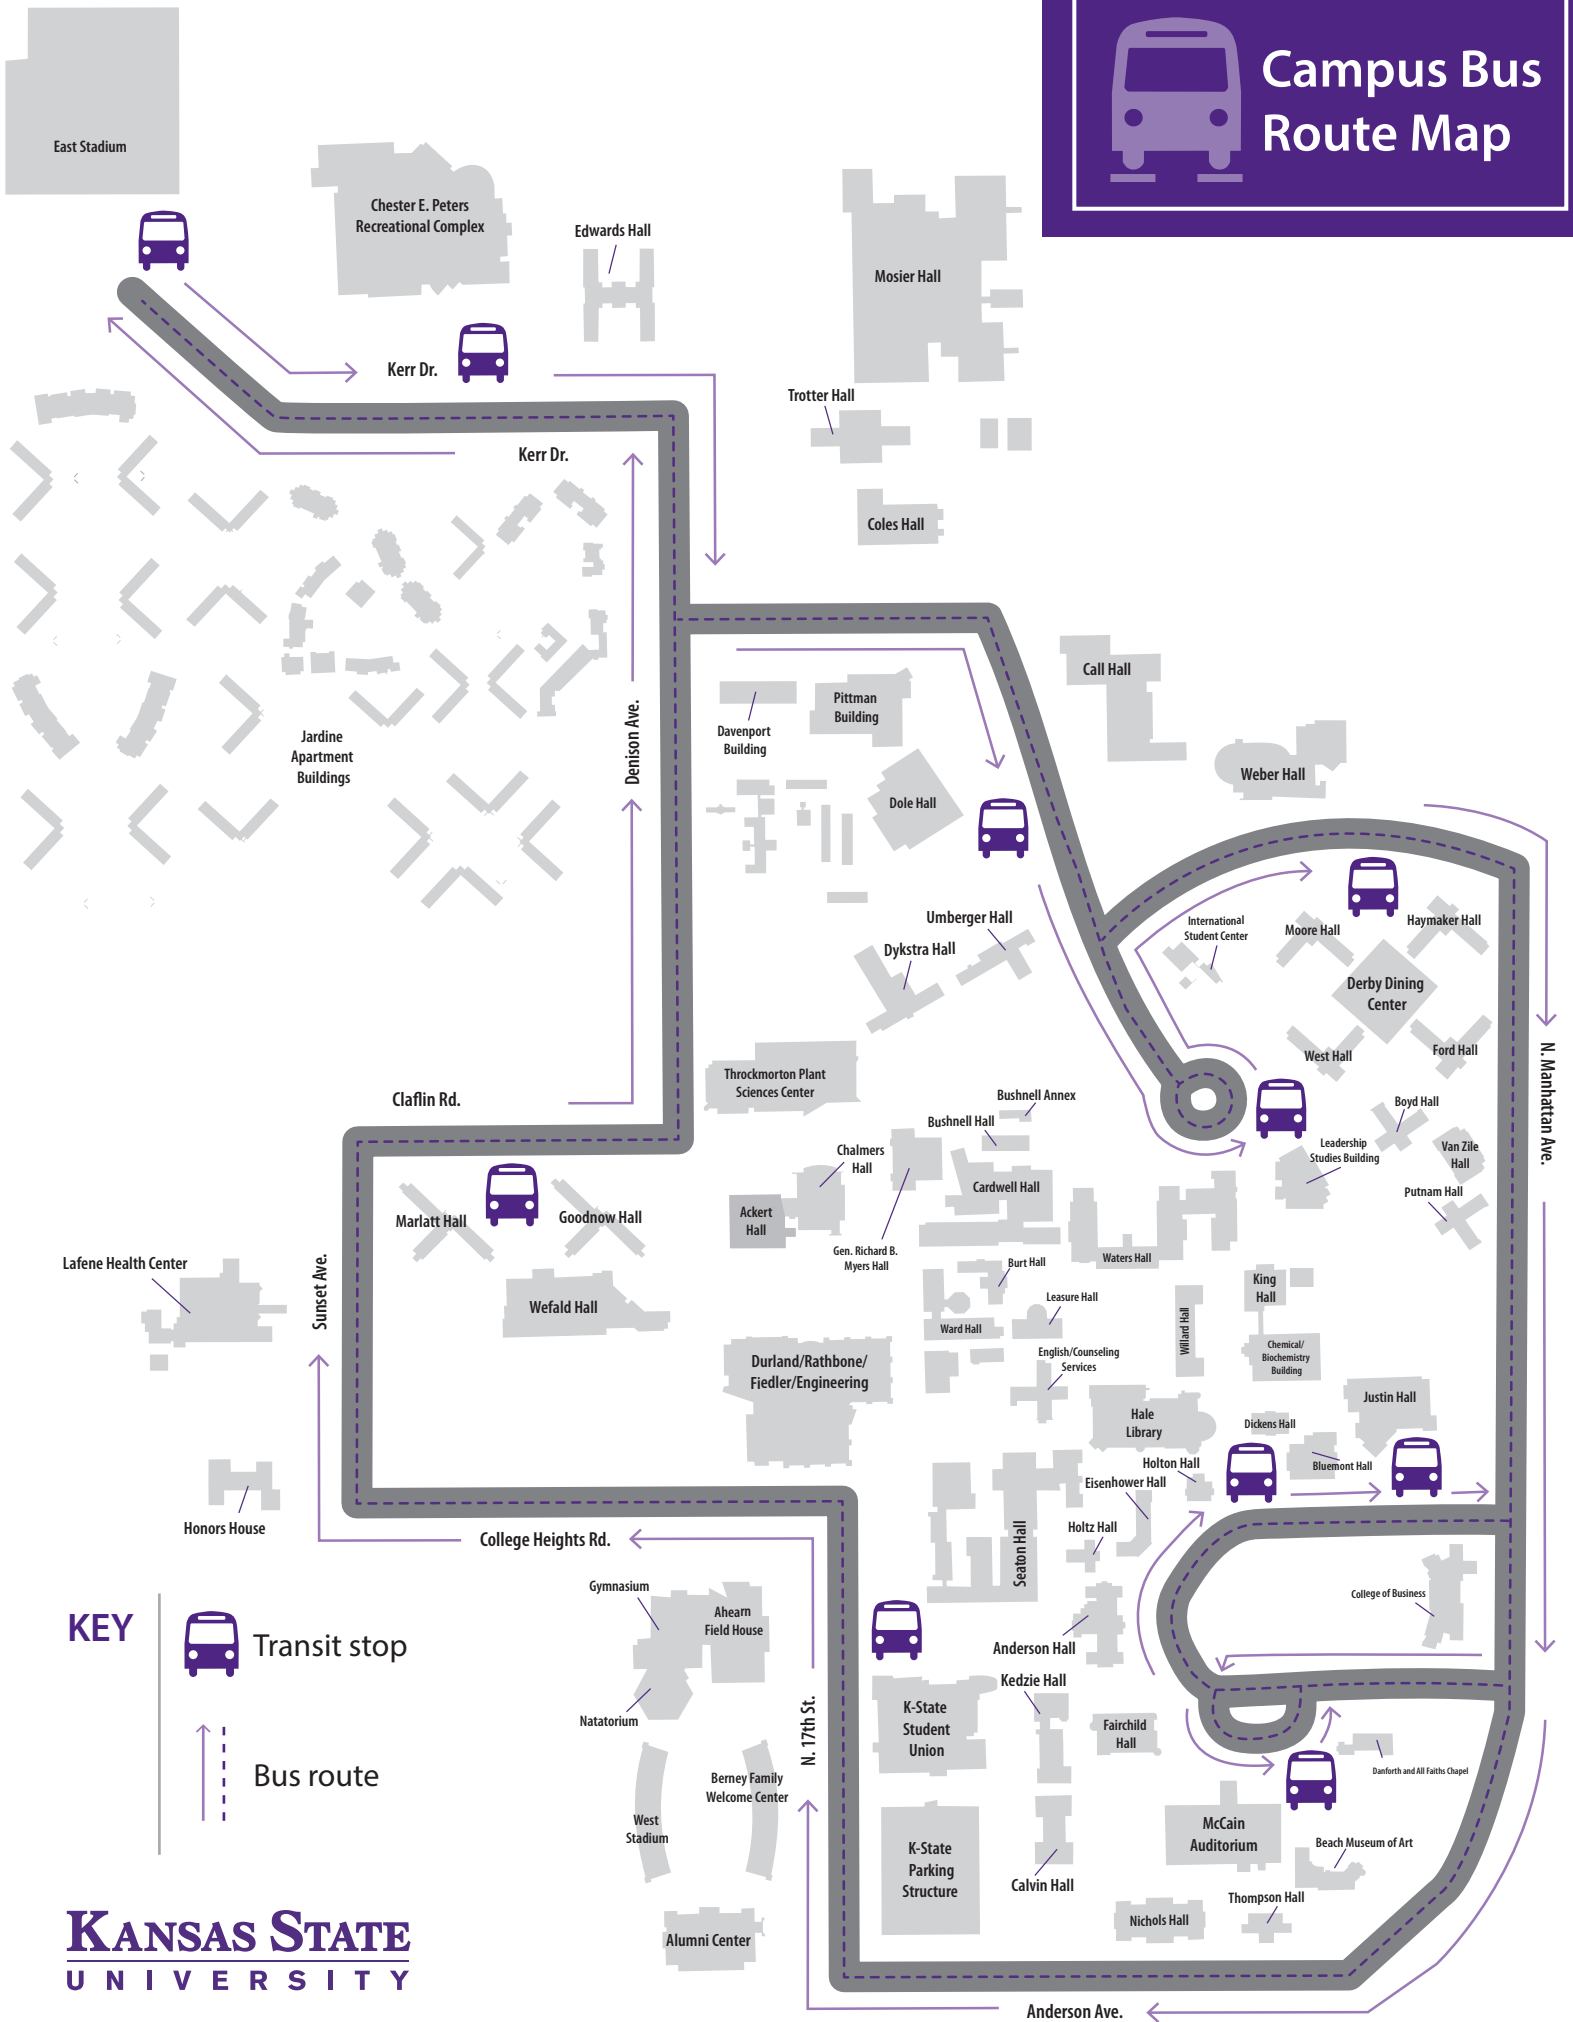 Campus Bus
Route Map
East Stadium
Chester E. Peters
Recreational Complex
Edwards Hall
Mosier Hall
Kerr Dr.
Trotter Hall
Kerr Dr.
Coles Hall
Call Hall
Davenport
Building
Pittman
Building
Denison Ave.
Jardine
Apartment
Buildings
Weber Hall
Dole Hall
Umberger Hall
Dykstra Hall
International
Student Center
Moore Hall
Haymaker Hall
Derby Dining
Center
West Hall
Ford Hall
N. Manhattan Ave.
Throckmorton Plant
Sciences Center
Claflin Rd.
Bushnell Annex
Bushnell Hall
Boyd Hall
Leadership
Studies Building
Van Zile
Hall
Putnam Hall
Chalmers
Hall
Cardwell Hall
Ackert
Hall
Gen. Richard B.
Myers Hall
Marlatt Hall
Goodnow Hall
Waters Hall
Burt Hall
Lafene Health Center
Sunset Ave.
Wefald Hall
Leasure Hall
King
Hall
Ward Hall
Willard Hall
Chemical/
Biochemistry
Building
English/Counseling
Services
Durland/Rathbone/
Fiedler/Engineering
Justin Hall
Hale
Library
Dickens Hall
Bluemont Hall
Holton Hall
Eisenhower Hall
Holtz Hall
Seaton Hall
Honors House
College Heights Rd.
Gymnasium
Ahearn
Field House
College of Business
Anderson Hall
Kedzie Hall
Natatorium
N. 17th St.
K-State
Student
Union
Fairchild
Hall
Danforth and All Faiths Chapel
Berney Family
Welcome Center
West
Stadium
McCain
Auditorium
Beach Museum of Art
K-State
Parking
Structure
Calvin Hall
Thompson Hall
Nichols Hall
Alumni Center
Anderson Ave.
KEY
Transit stop
Bus route
KANSAS STATE
UNIVERSITY